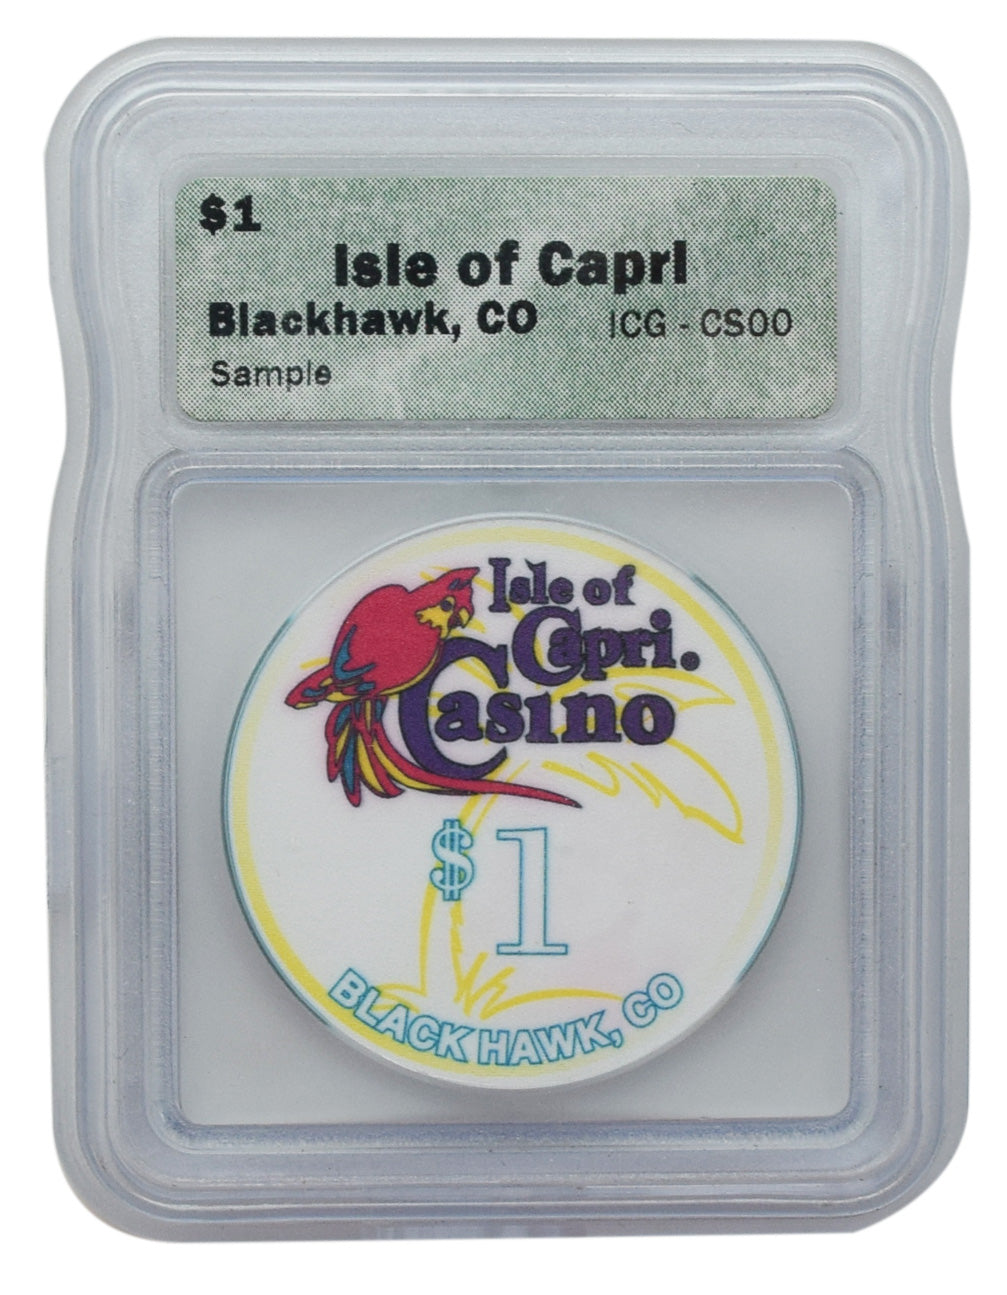 $1
Isle of Capri
Blackhawk, CO ICG - CS00
Sample
Isle of
Capri.
Casino
$1
BLACK HAWK, CO